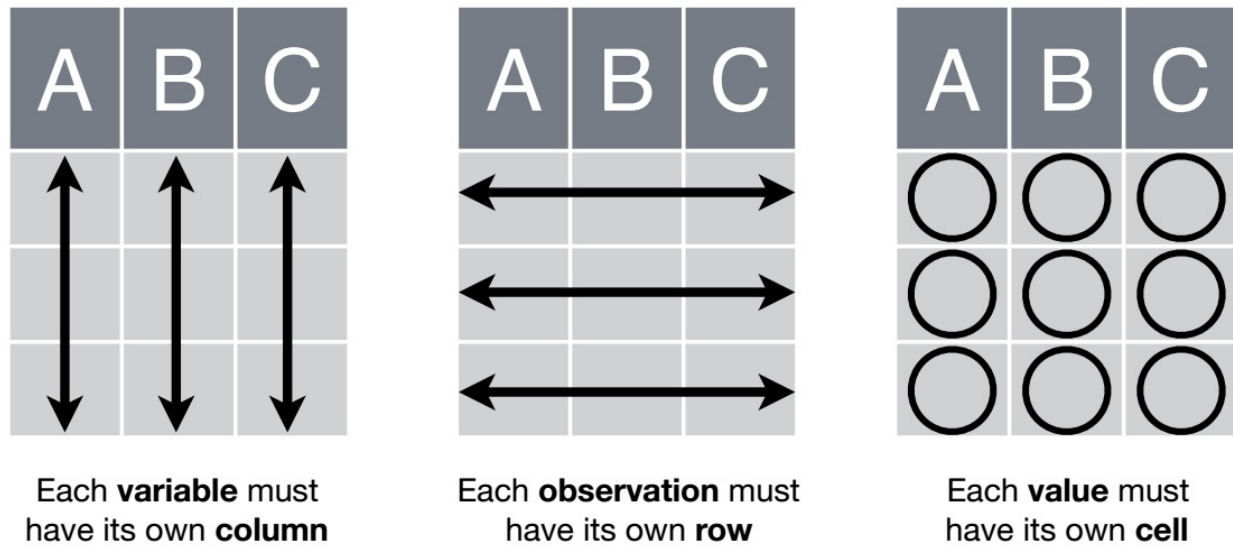 A B C
Each variable must
have its own column
A B C
Each observation must
have its own row
A B C
Each value must
have its own cell